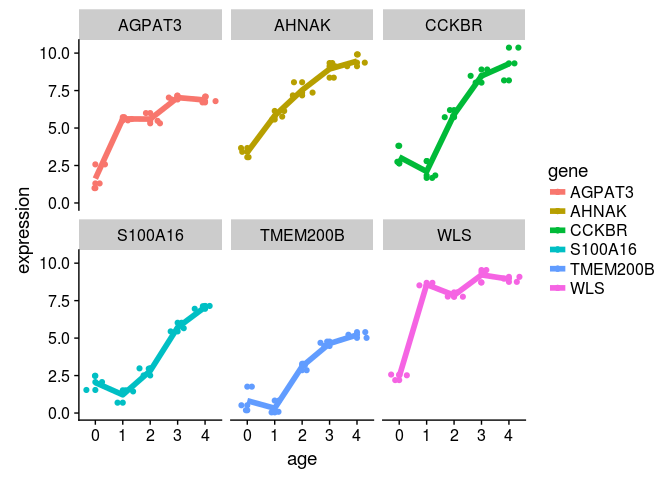 AGPAT3 AHNAK CCKBR
10.0
7.5
5.0
2.5
0.0
S100A16 TMEM200B WLS
10.0
7.5
5.0
2.5
0.0
0 1 2 3 4 0 1 2 3 4 0 1 2 3 4
age
expression
gene
AGPAT3
AHNAK
CCKBR
S100A16
TMEM200B
WLS